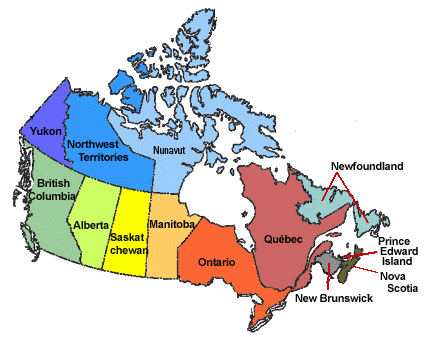 Yukon
Northwest
Territories
Nunavut
British
Columbia
Alberta
Saskat
chewan
Manitoba
Ontario
Québec
Newfoundland
Prince
Edward
Island
Nova
Scotia
New Brunswick